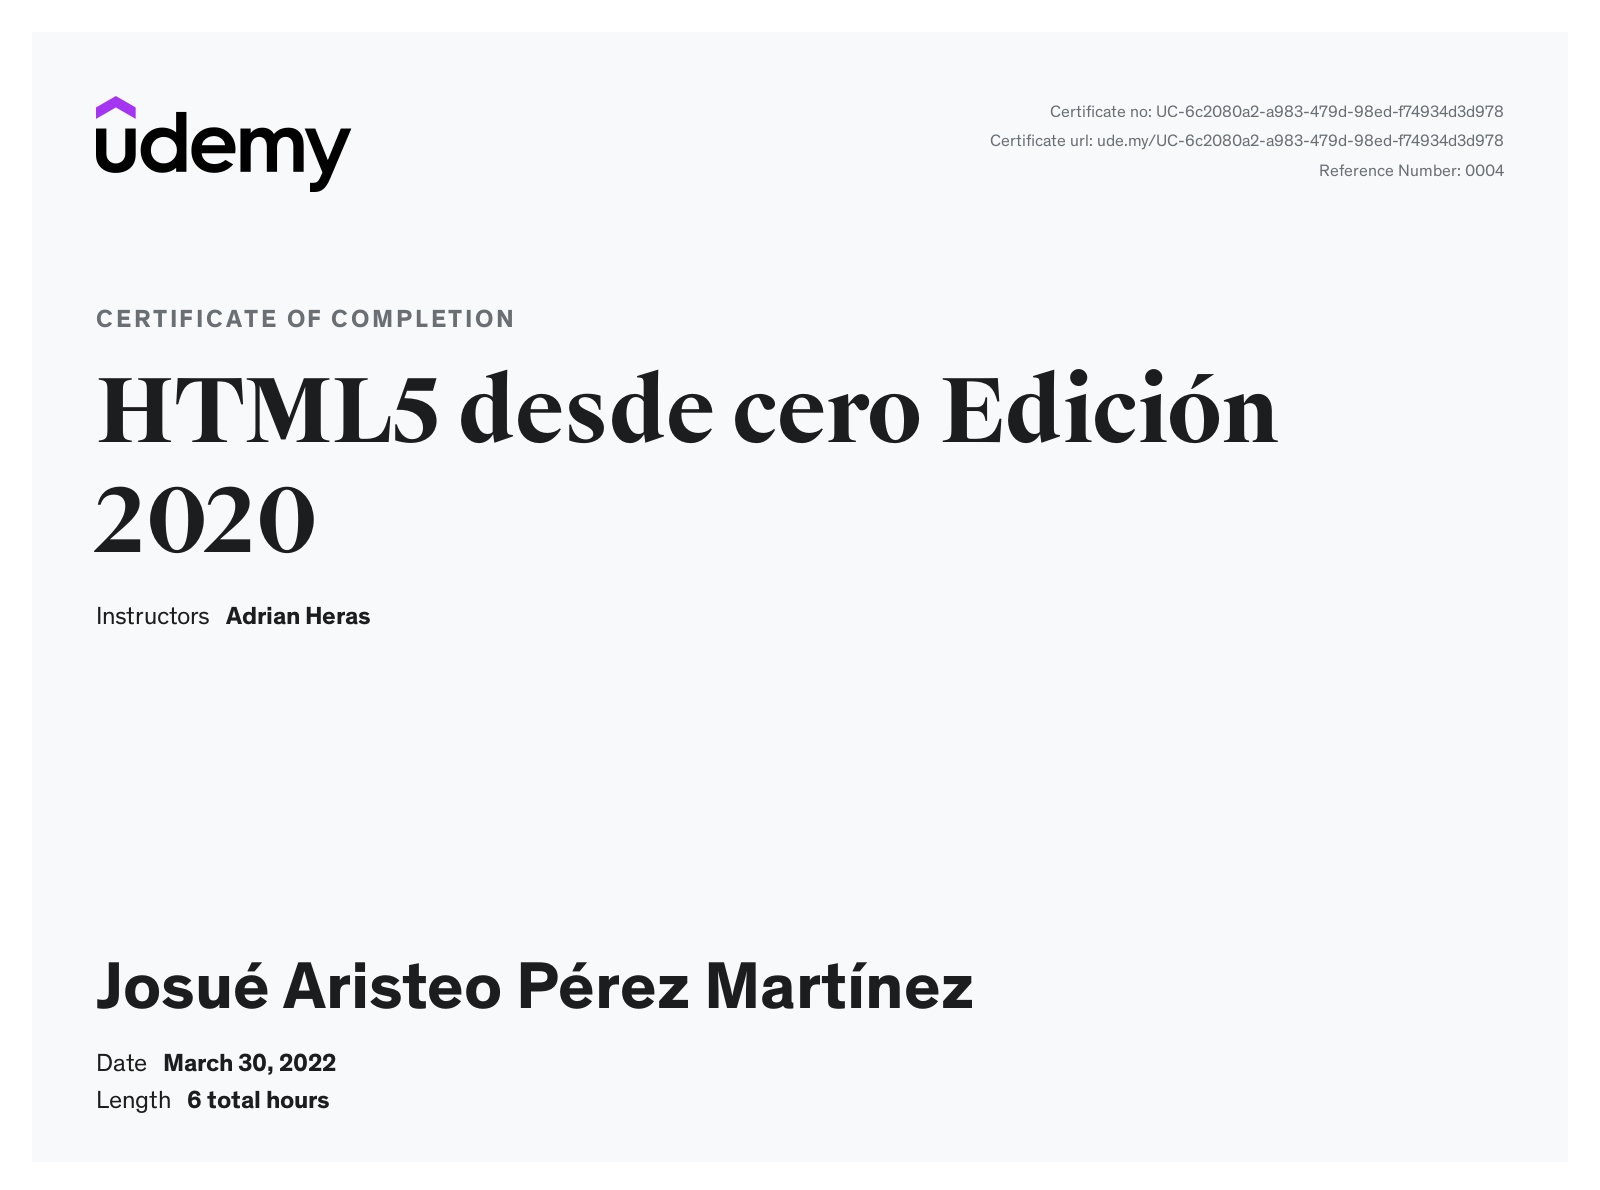 udemy
Certificate no: UC-6c2080a2-a983-479d-98ed-f74934d3d978
Certificate url: ude.my/UC-6c2080a2-a983-479d-98ed-f74934d3d978
Reference Number: 0004
CERTIFICATE OF COMPLETION
HTML5 desde cero Edición
2020
Instructors Adrian Heras
Josué Aristeo Pérez Martínez
Date March 30, 2022
Length 6 total hours